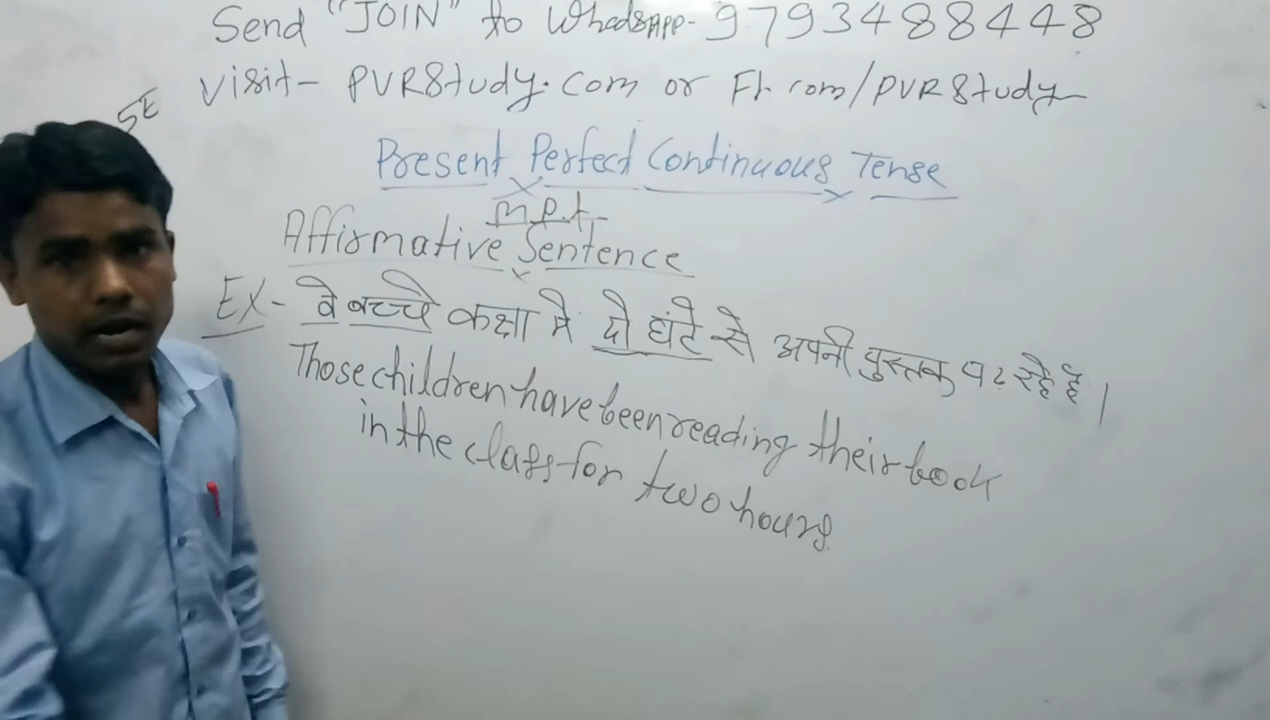 Send "JOIN" to WhatsApp- 9793488448
Visit- PVRStudy.com or Fb.com/PVRStudy
SE
Present Perfect Continuous Tense
M.P.I.
Affirmative Sentence
EX- वे बच्चे कक्षा मे दो घंटे से अपनी पुस्तक पढ रहे है।
Those children have been reading their book
in the class for two hours.